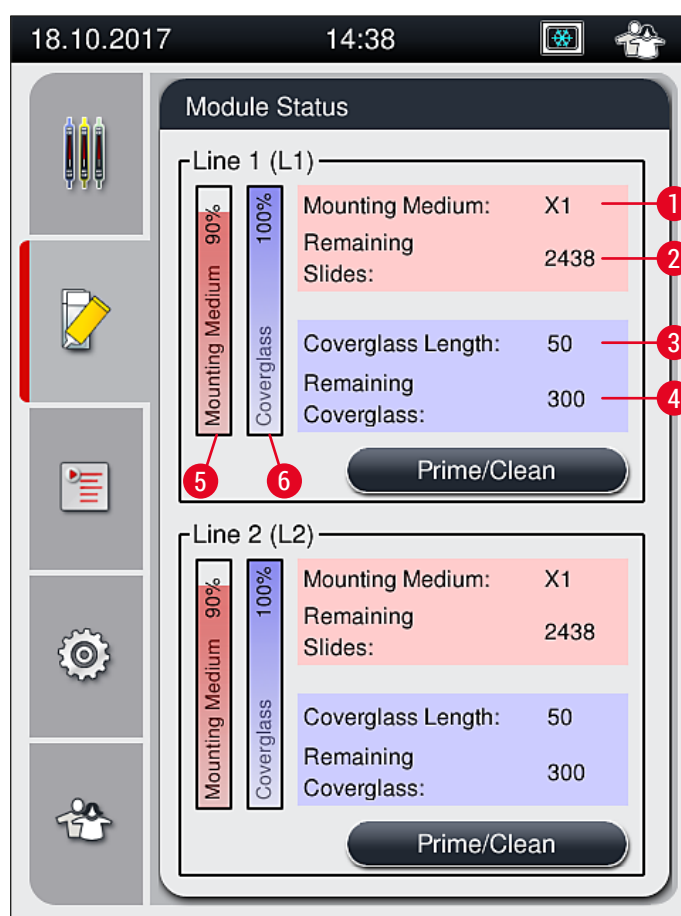 18.10.2017 14:38
Module Status
Line 1 (L1)
Mounting Medium 90%
Coverglass 100%
Mounting Medium: X1 1
Remaining
Slides: 2438 2
Coverglass Length: 50 3
Remaining
Coverglass: 300 4
5 6
Prime/Clean
Line 2 (L2)
Mounting Medium 90%
Coverglass 100%
Mounting Medium: X1
Remaining
Slides: 2438
Coverglass Length: 50
Remaining
Coverglass: 300
Prime/Clean